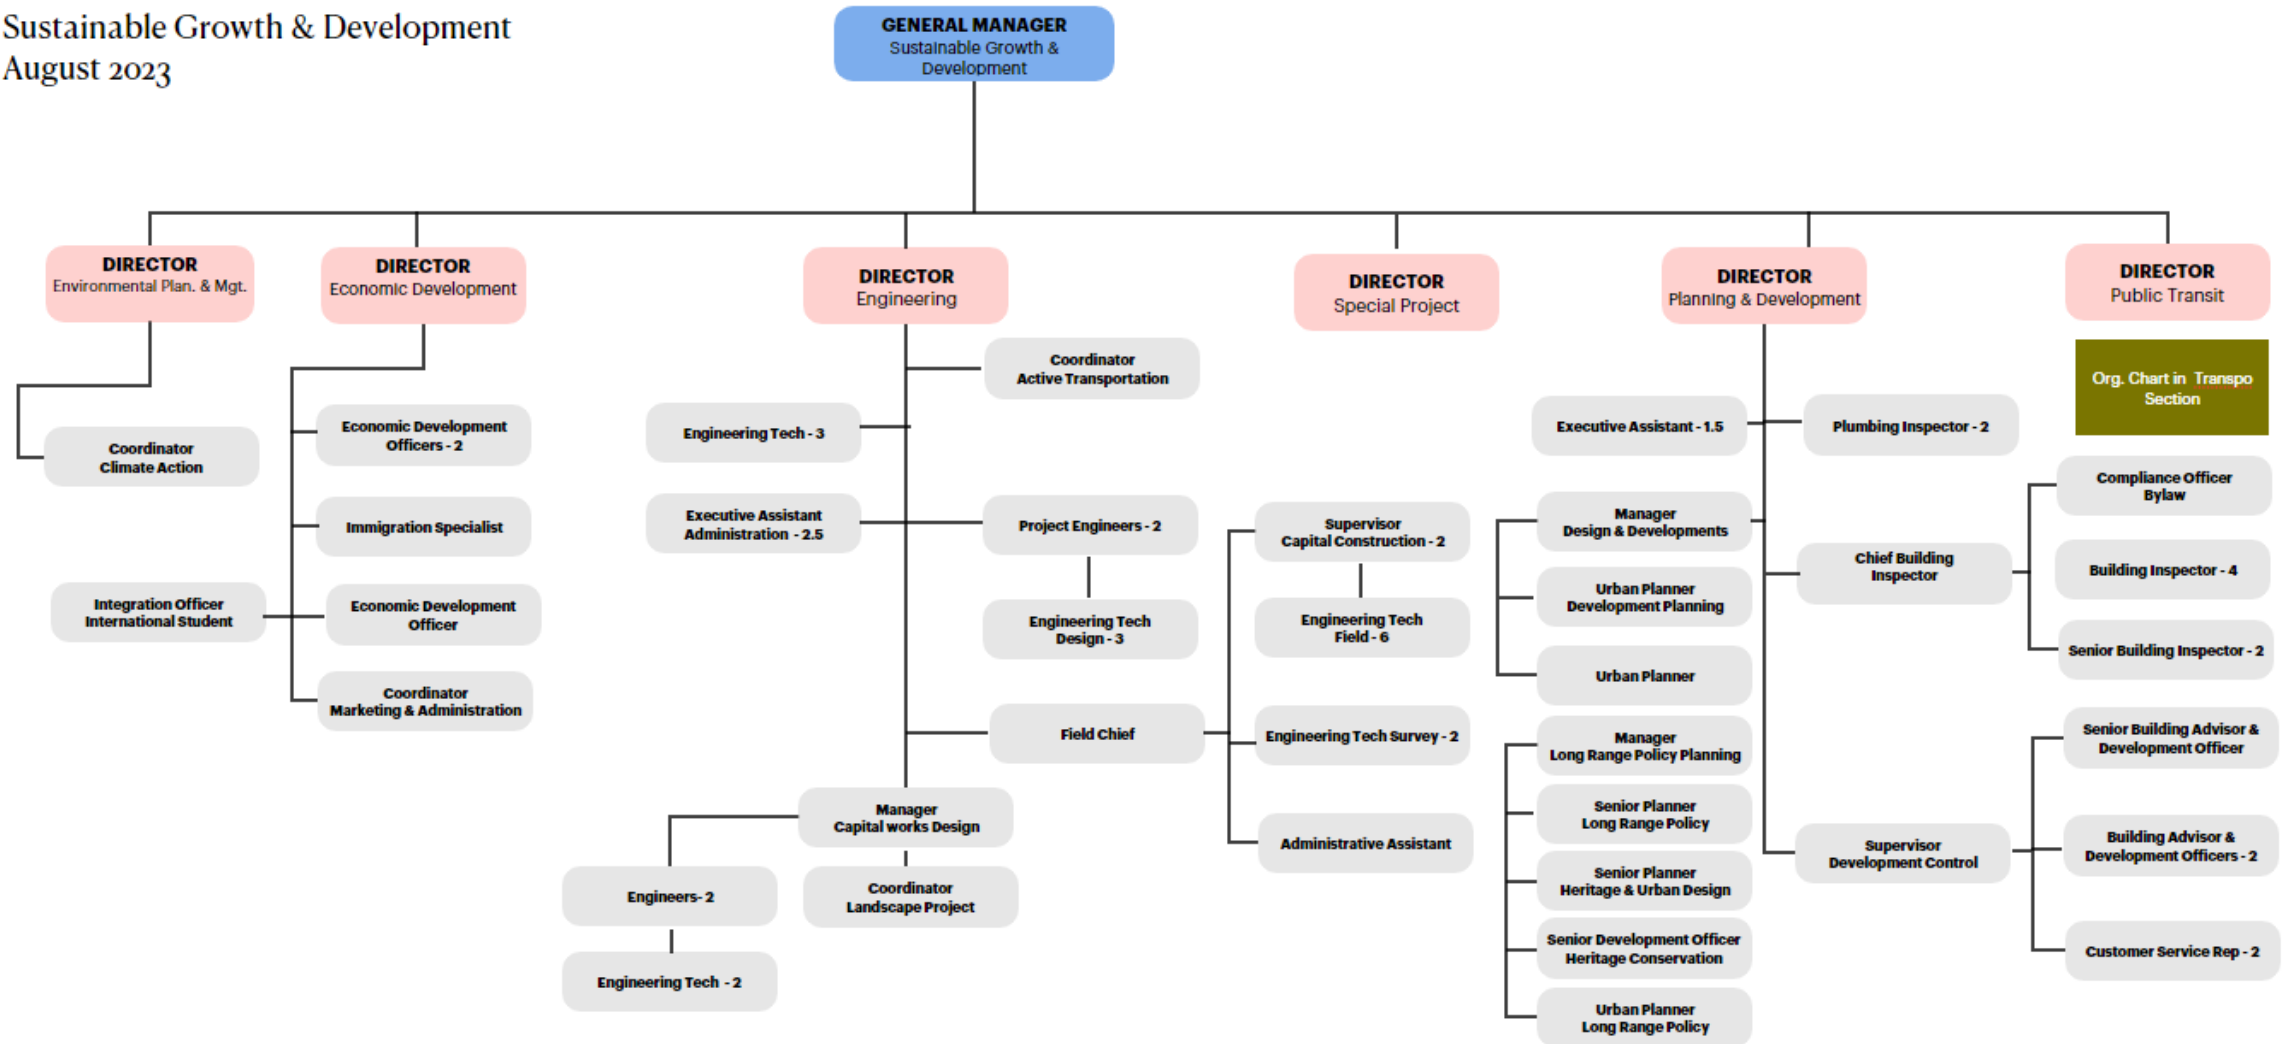 Sustainable Growth & Development
August 2023
GENERAL MANAGER
Sustainable Growth &
Development
DIRECTOR
Environmental Plan. & Mgt.
DIRECTOR
Economic Development
DIRECTOR
Engineering
DIRECTOR
Special Project
DIRECTOR
Planning & Development
DIRECTOR
Public Transit
Org. Chart in Transpo
Section
Coordinator
Climate Action
Economic Development
Officers - 2
Immigration Specialist
Integration Officer
International Student
Economic Development
Officer
Coordinator
Marketing & Administration
Coordinator
Active Transportation
Engineering Tech - 3
Executive Assistant
Administration - 2.5
Project Engineers - 2
Engineering Tech
Design - 3
Field Chief
Supervisor
Capital Construction - 2
Engineering Tech
Field - 6
Engineering Tech Survey - 2
Administrative Assistant
Manager
Capital works Design
Engineers- 2
Coordinator
Landscape Project
Engineering Tech - 2
Executive Assistant - 1.5
Plumbing Inspector - 2
Manager
Design & Developments
Urban Planner
Development Planning
Urban Planner
Manager
Long Range Policy Planning
Senior Planner
Long Range Policy
Senior Planner
Heritage & Urban Design
Senior Development Officer
Heritage Conservation
Urban Planner
Long Range Policy
Chief Building
Inspector
Compliance Officer
Bylaw
Building Inspector - 4
Senior Building Inspector - 2
Supervisor
Development Control
Senior Building Advisor &
Development Officer
Building Advisor &
Development Officers - 2
Customer Service Rep - 2